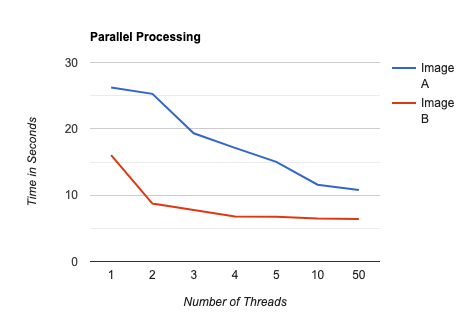 Parallel Processing
30
20
10
0
Time in Seconds
1 2 3 4 5 10 50
Number of Threads
Image
A
Image
B